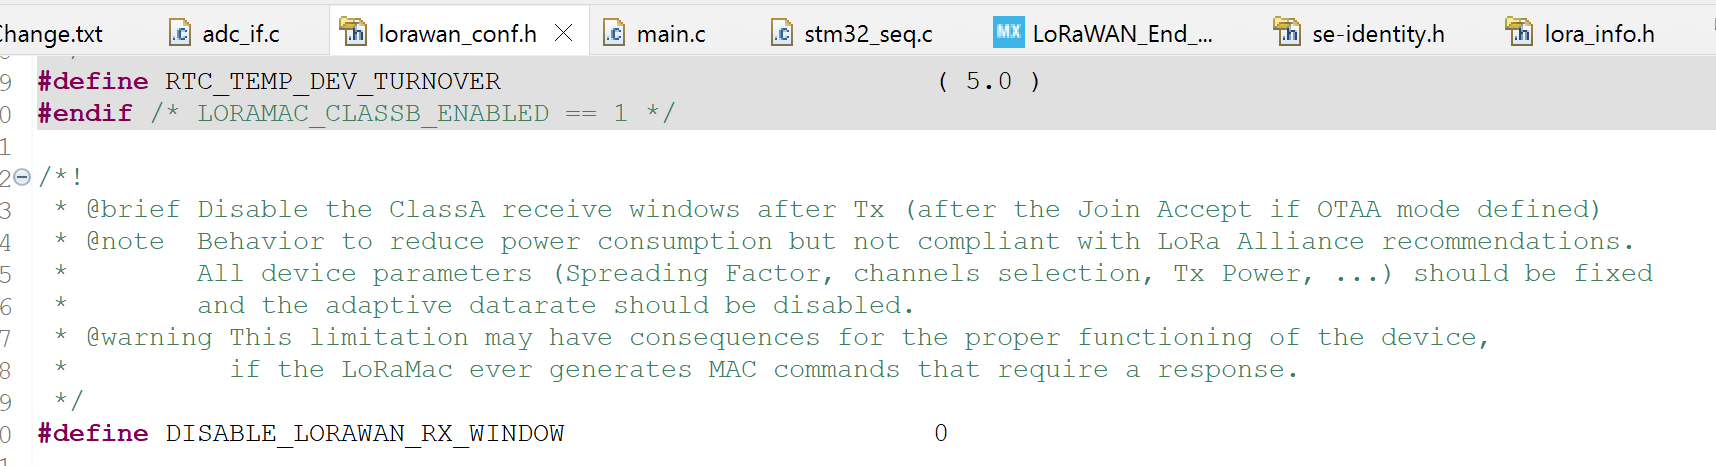 hange.txt adc_if.c lorawan_conf.h main.c stm32_seq.c MX LoRaWAN_End_... se-identity.h lora_info.h
9 #define RTC_TEMP_DEV_TURNOVER ( 5.0 )
0 #endif /* LORAMAC_CLASSB_ENABLED == 1 */
1
2 /*!
3 * @brief Disable the ClassA receive windows after Tx (after the Join Accept if OTAA mode defined)
4 * @note Behavior to reduce power consumption but not compliant with LoRa Alliance recommendations.
5 * All device parameters (Spreading Factor, channels selection, Tx Power, ...) should be fixed
6 * and the adaptive datarate should be disabled.
7 * @warning This limitation may have consequences for the proper functioning of the device,
8 * if the LoRaMac ever generates MAC commands that require a response.
9 */
0 #define DISABLE_LORAWAN_RX_WINDOW 0